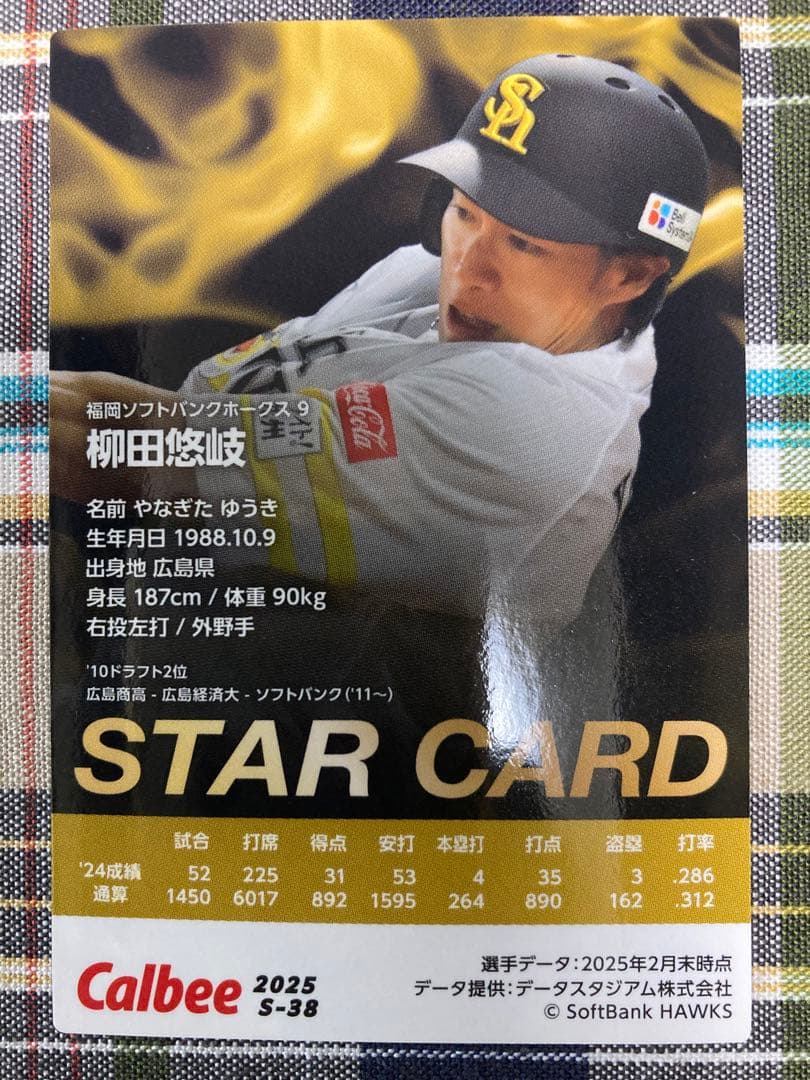 SH
Bell
System24
Coca-Cola
福岡ソフトバンクホークス 9
柳田悠岐
名前 やなぎた ゆうき
生年月日 1988.10.9
出身地 広島県
身長 187cm / 体重 90kg
右投左打 / 外野手
'10ドラフト2位
広島商高 - 広島経済大 - ソフトバンク('11〜)
STAR CARD
試合 打席 得点 安打 本塁打 打点 盗塁 打率
'24成績 52 225 31 53 4 35 3 .286
通算 1450 6017 892 1595 264 890 162 .312
Calbee 2025
S-38
選手データ:2025年2月末時点
データ提供:データスタジアム株式会社
© SoftBank HAWKS